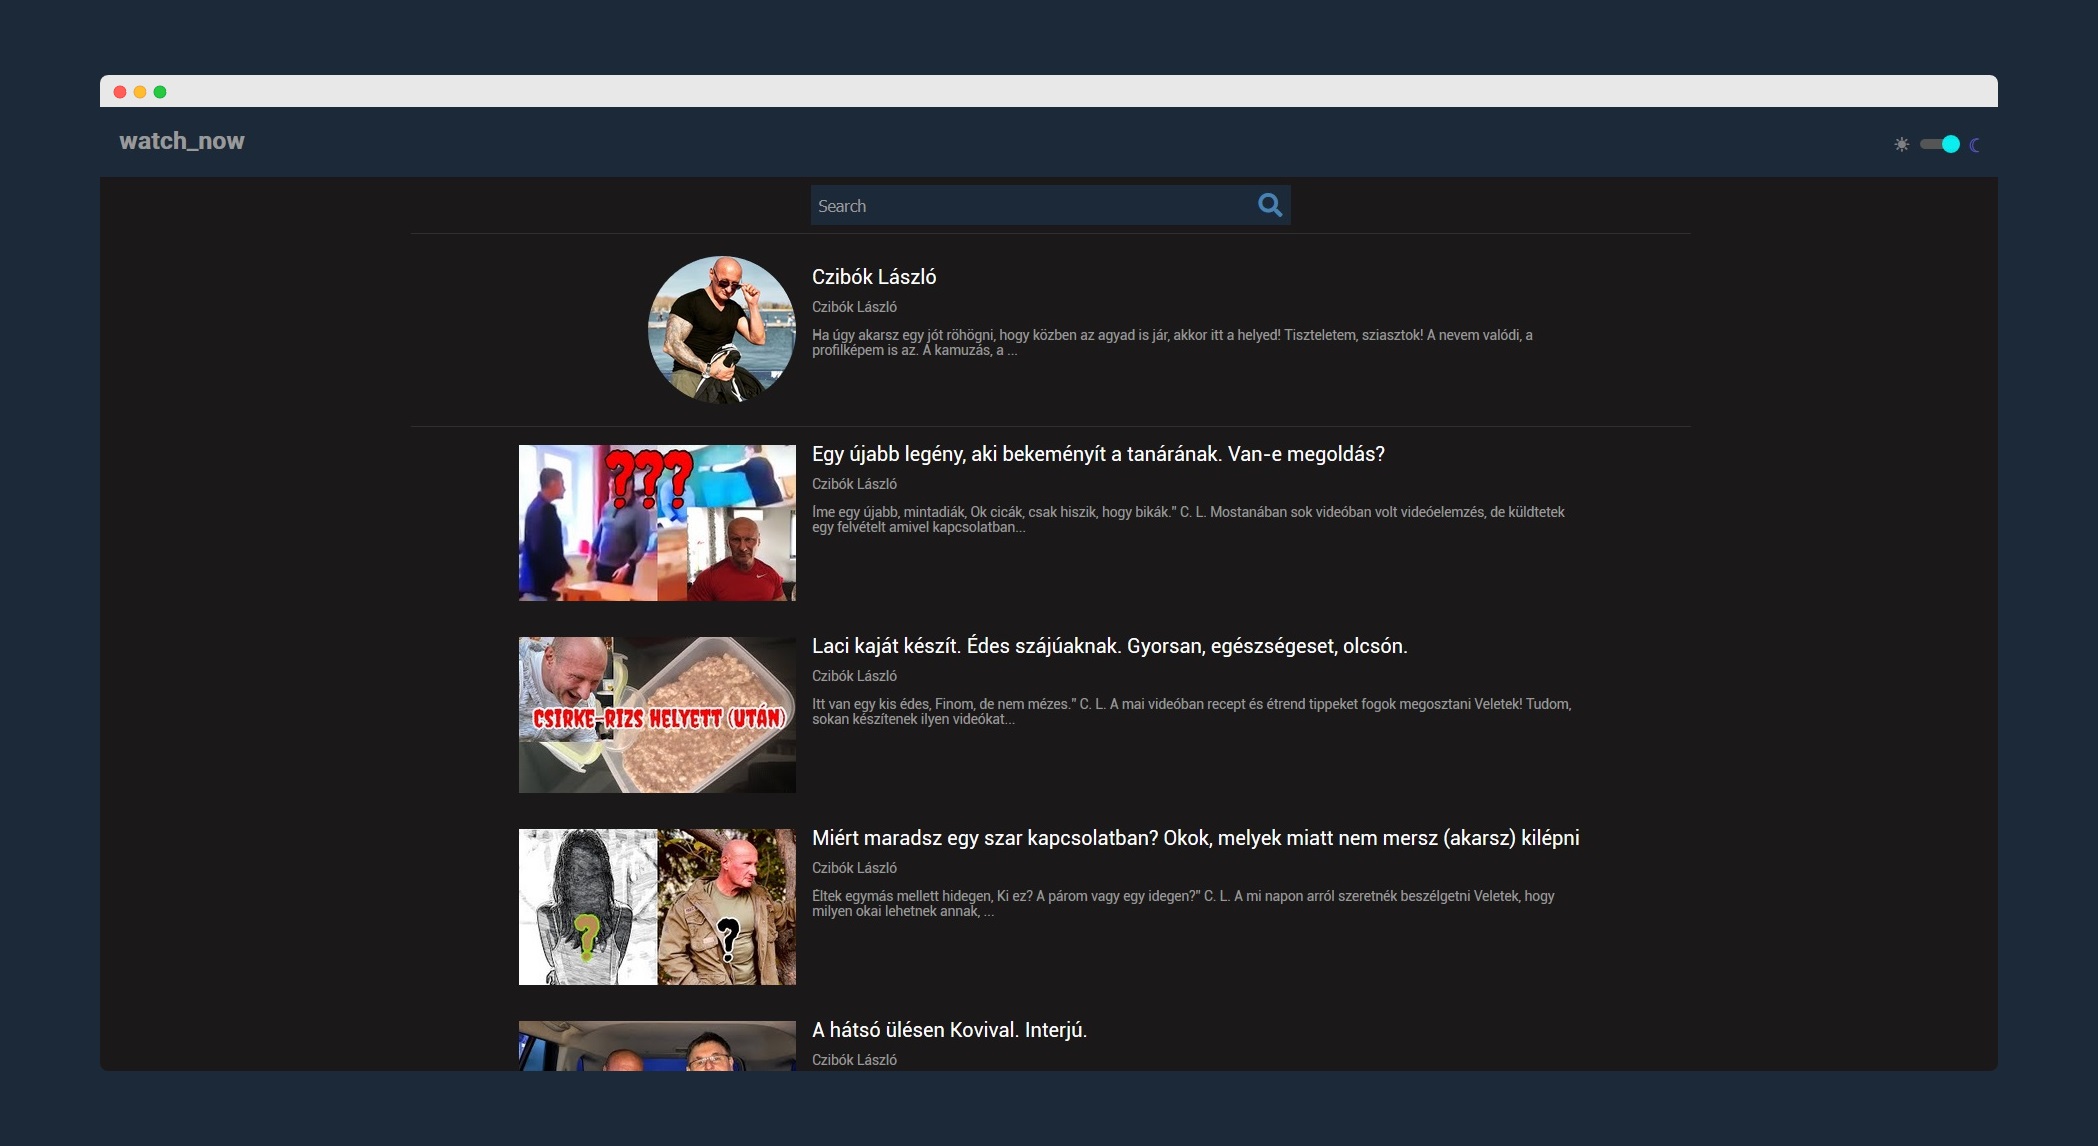 watch_now
Search
Czibók László
Czibók László
Ha úgy akarsz egy jót röhögni, hogy közben az agyad is jár, akkor itt a helyed! Tiszteletem, sziasztok! A nevem valódi, a
profilképem is az. A kamuzás, a ...
???
Egy újabb legény, aki bekeményít a tanárának. Van-e megoldás?
Czibók László
Ime egy újabb, mintadiák, Ok cicák, csak hiszik, hogy bikák." C. L. Mostanában sok videóban volt videóelemzés, de küldtetek
egy felvételt amivel kapcsolatban...
CSIRKE-RIZS HELYETT (UTÁN)
Laci kaját készít. Édes szájúaknak. Gyorsan, egészségeset, olcsón.
Czibók László
Itt van egy kis édes, Finom, de nem mézes." C. L. A mai videóban recept és étrend tippeket fogok megosztani Veletek! Tudom,
sokan készítenek ilyen videókat...
? ?
Miért maradsz egy szar kapcsolatban? Okok, melyek miatt nem mersz (akarsz) kilépni
Czibók László
Éltek egymás mellett hidegen, Ki ez? A párom vagy egy idegen?" C. L. A mi napon arról szeretnék beszélgetni Veletek, hogy
milyen okai lehetnek annak, ...
A hátsó ülésen Kovival. Interjú.
Czibók László